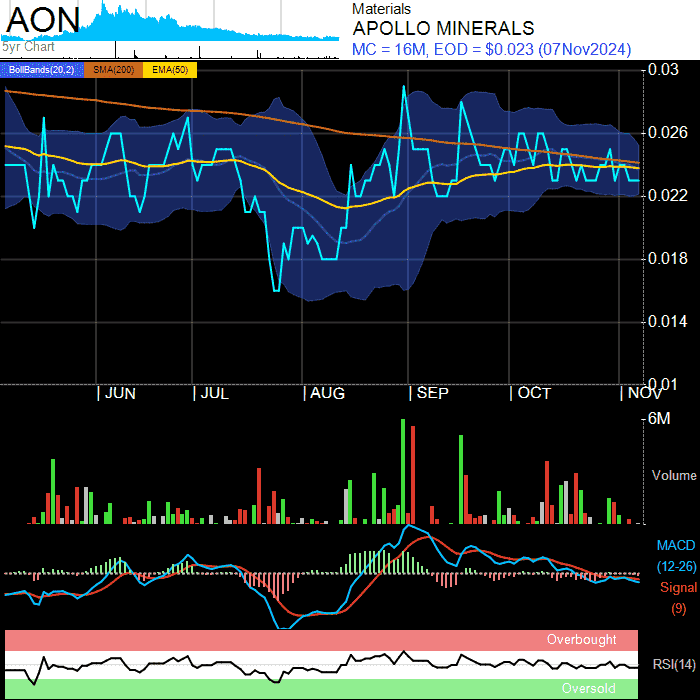 AON
5yr Chart
Materials
APOLLO MINERALS
MC = 16M, EOD = $0.023 (07Nov2024)
BollBands(20,2) SMA(200) EMA(50)
0.03
0.026
0.022
0.018
0.014
0.01
JUN JUL AUG SEP OCT NOV
6M
Volume
MACD
(12-26)
Signal
(9)
Overbought
RSI(14)
Oversold